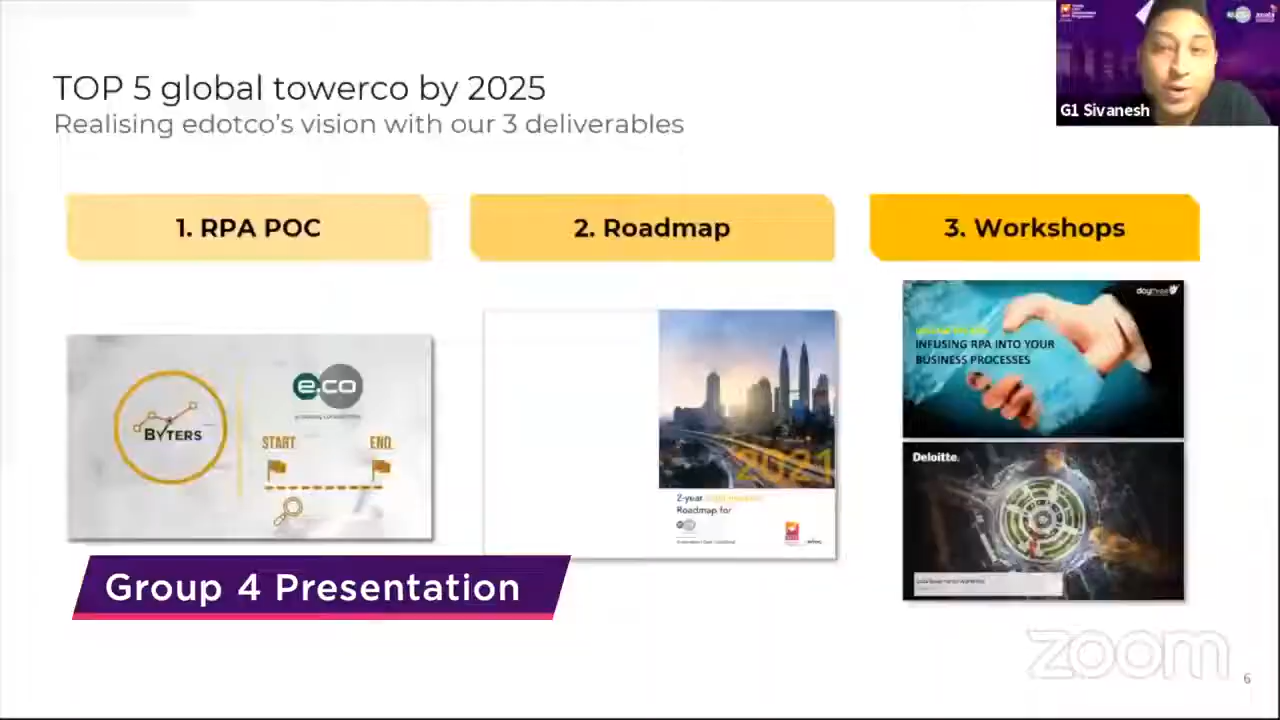 TOP 5 global towerco by 2025
Realising edotco's vision with our 3 deliverables
G1 Sivanesh
1. RPA POC
2. Roadmap
3. Workshops
BYTERS
e.co
START
END
2021
2-year
Roadmap for
INFUSING RPA INTO YOUR
BUSINESS PROCESSES
Deloitte.
Group 4 Presentation
zoom
6